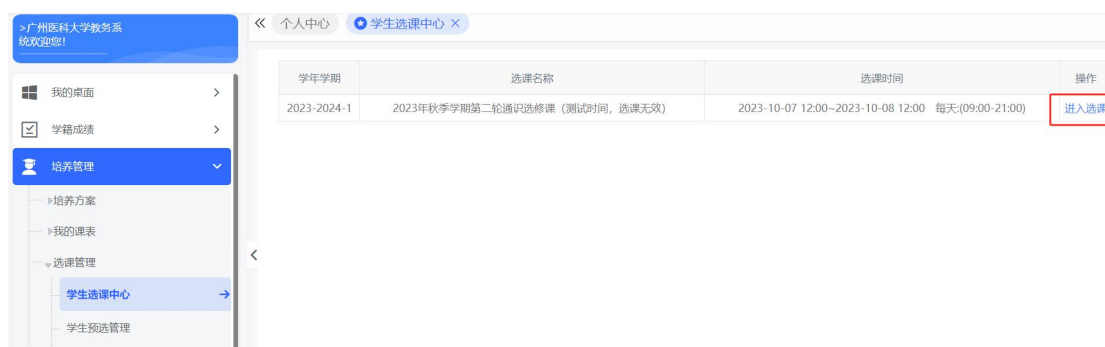 >广州医科大学教务系
统欢迎您!
个人中心
学生选课中心
我的桌面
学籍成绩
培养管理
培养方案
我的课表
选课管理
学生选课中心
学生预选管理
学年学期 选课名称 选课时间 操作
2023-2024-1 2023年秋季学期第二轮通识选修课（测试时间，选课无效） 2023-10-07 12:00~2023-10-08 12:00 每天:(09:00-21:00) 进入选课